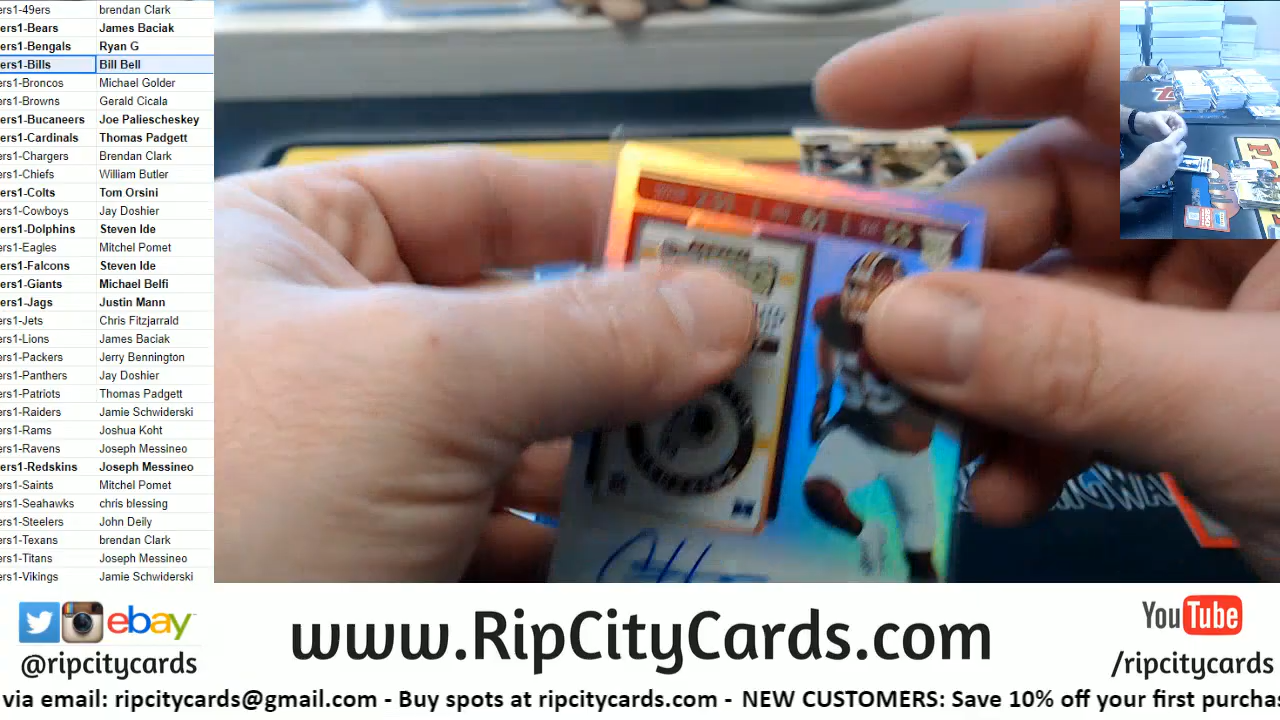 ers1-49ers brendan Clark
ers1-Bears James Baciak
ers1-Bengals Ryan G
ers1-Bills Bill Bell
ers1-Broncos Michael Golder
ers1-Browns Gerald Cicala
ers1-Bucaneers Joe Paliescheskey
ers1-Cardinals Thomas Padgett
ers1-Chargers Brendan Clark
ers1-Chiefs William Butler
ers1-Colts Tom Orsini
ers1-Cowboys Jay Doshier
ers1-Dolphins Steven Ide
ers1-Eagles Mitchel Pomet
ers1-Falcons Steven Ide
ers1-Giants Michael Belfi
ers1-Jags Justin Mann
ers1-Jets Chris Fitzjarrald
ers1-Lions James Baciak
ers1-Packers Jerry Bennington
ers1-Panthers Jay Doshier
ers1-Patriots Thomas Padgett
ers1-Raiders Jamie Schwiderski
ers1-Rams Joshua Koht
ers1-Ravens Joseph Messineo
ers1-Redskins Joseph Messineo
ers1-Saints Mitchel Pomet
ers1-Seahawks chris blessing
ers1-Steelers John Deily
ers1-Texans brendan Clark
ers1-Titans Joseph Messineo
ers1-Vikings Jamie Schwiderski
ebay
@ripcitycards
www.RipCityCards.com
YouTube
/ripcitycards
via email: ripcitycards@gmail.com - Buy spots at ripcitycards.com - NEW CUSTOMERS: Save 10% off your first purchas